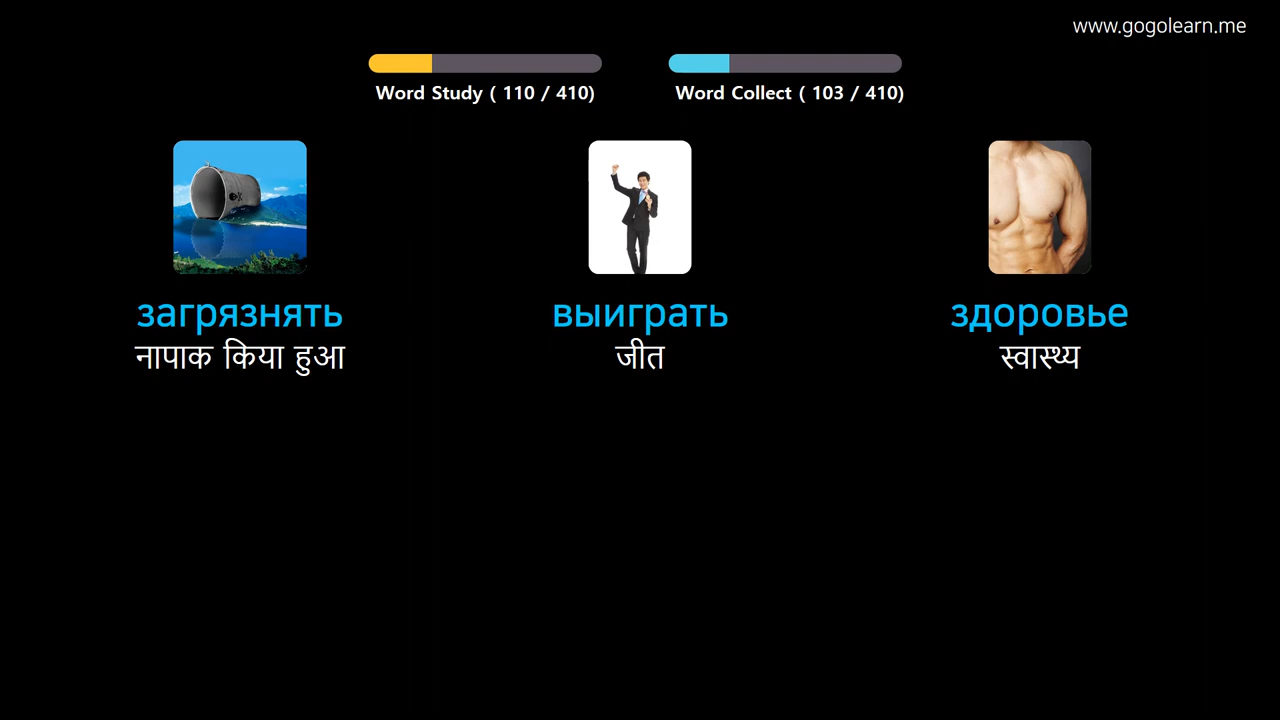 www.gogolearn.me
Word Study ( 110 / 410)
Word Collect ( 103 / 410)
загрязнять
выиграть
здоровье
नापाक किया हुआ
जीत
स्वास्थ्य